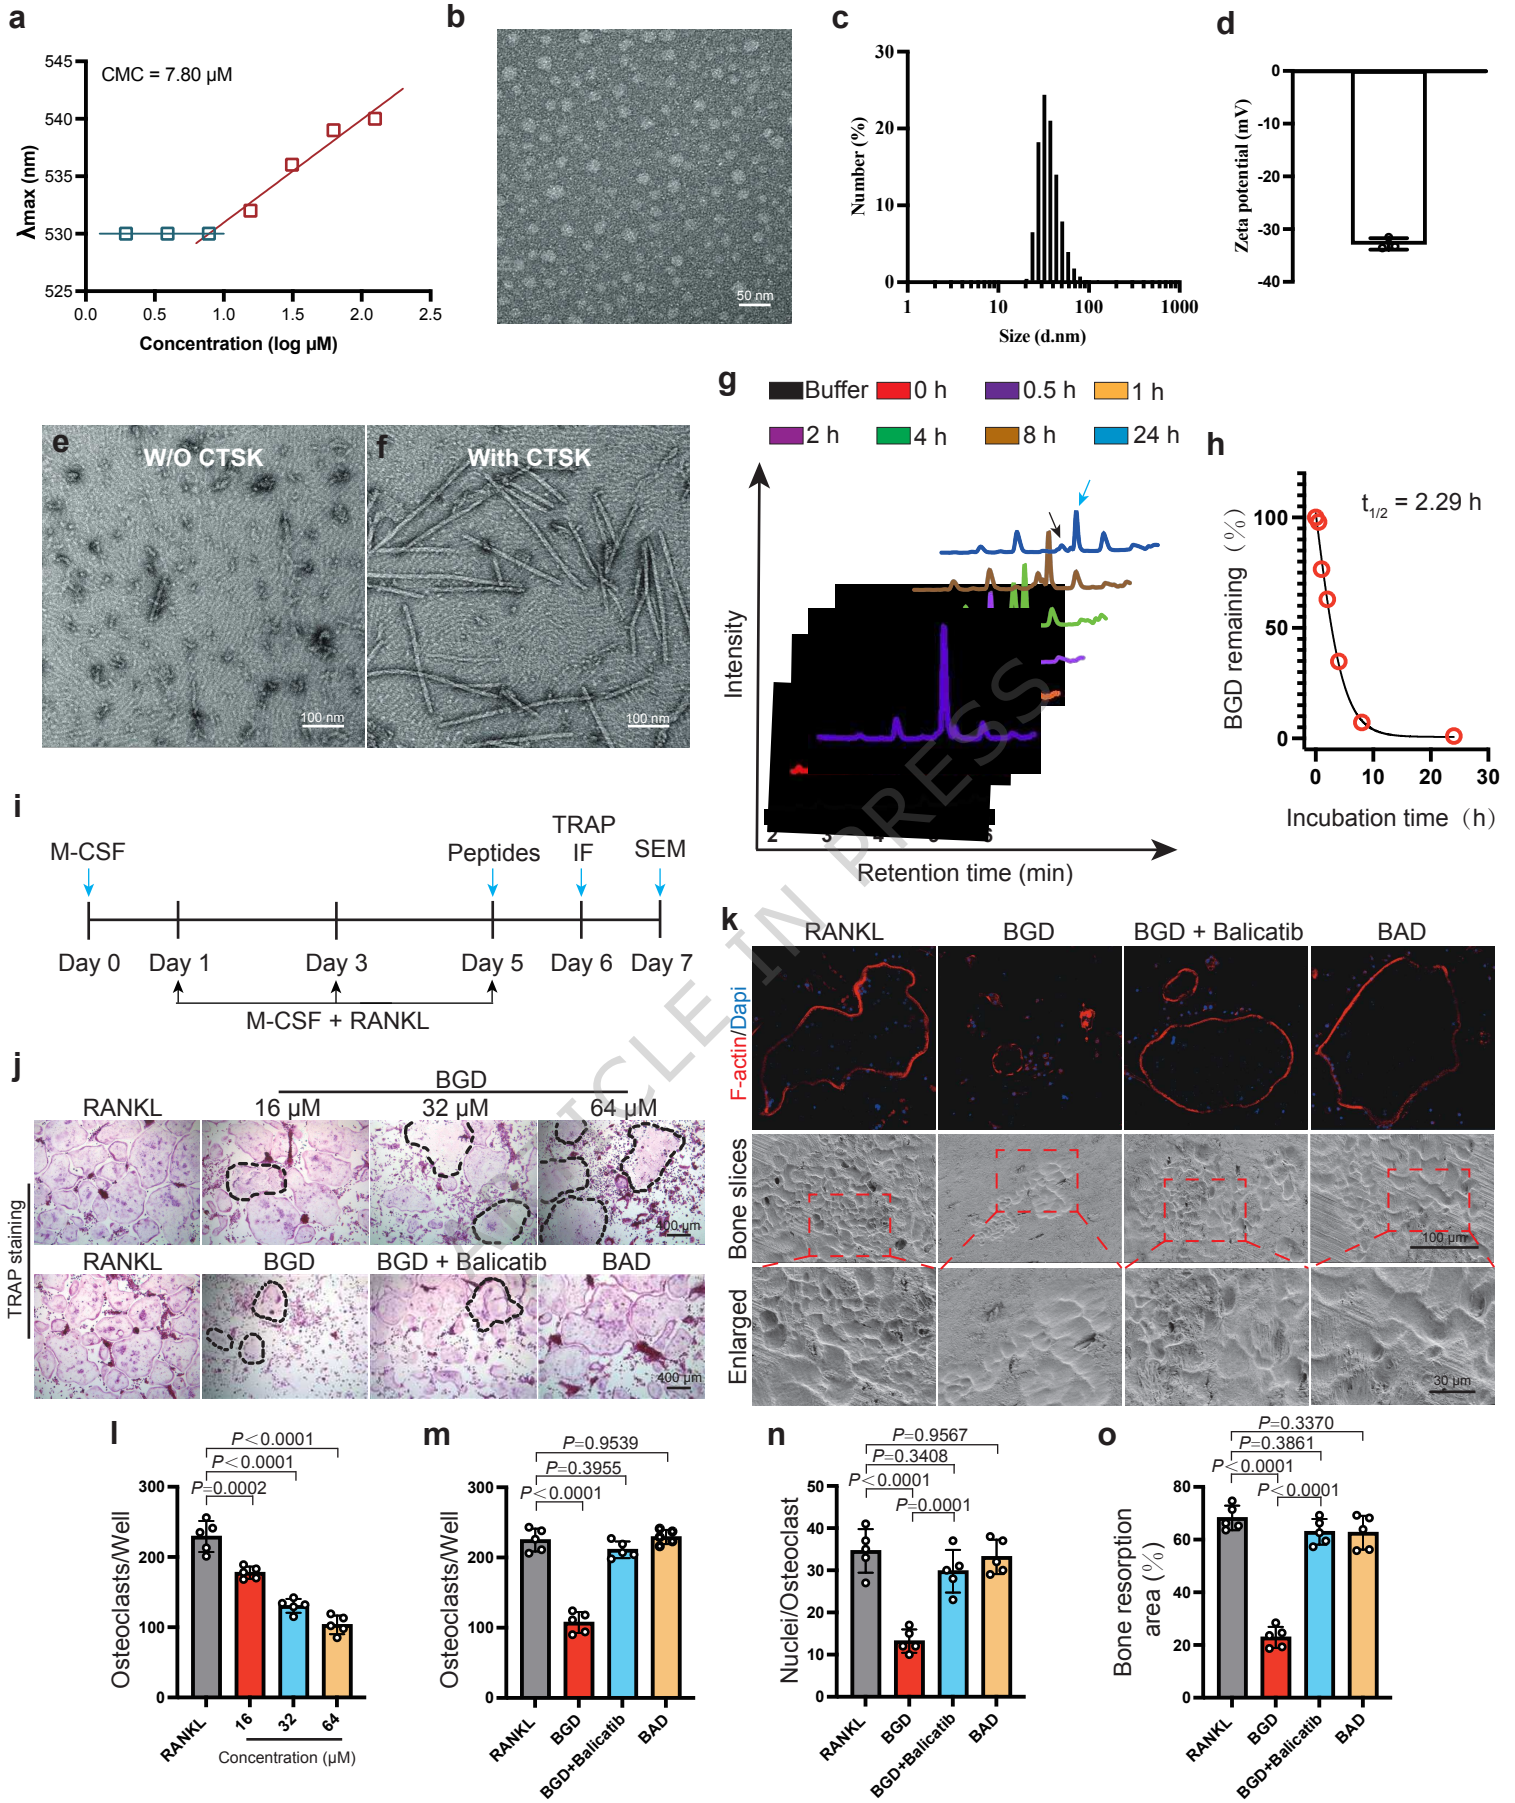 a
CMC = 7.80 µM
545
540
535
530
525
λmax (nm)
0.0 0.5 1.0 1.5 2.0 2.5
Concentration (log µM)
b
50 nm
c
30
20
10
0
Number (%)
1 10 100 1000
Size (d.nm)
d
0
-10
-20
-30
-40
Zeta potential (mV)
e
W/O CTSK
100 nm
f
With CTSK
100 nm
g
Buffer 0 h 0.5 h 1 h
2 h 4 h 8 h 24 h
Intensity
2 3 4 5 6
Retention time (min)
h
t1/2 = 2.29 h
100
50
0
BGD remaining (%)
0 10 20 30
Incubation time (h)
i
M-CSF Peptides TRAP IF SEM
Day 0 Day 1 Day 3 Day 5 Day 6 Day 7
M-CSF + RANKL
j
BGD
RANKL 16 µM 32 µM 64 µM
400 µm
TRAP staining
RANKL BGD BGD + Balicatib BAD
400 µm
k
RANKL BGD BGD + Balicatib BAD
F-actin/Dapi
Bone slices
100 µm
Enlarged
30 µm
l
P<0.0001
P<0.0001
P=0.0002
300
200
100
0
Osteoclasts/Well
RANKL 16 32 64
Concentration (µM)
m
P=0.9539
P=0.3955
P<0.0001
300
200
100
0
Osteoclasts/Well
RANKL BGD BGD+Balicatib BAD
n
P=0.9567
P=0.3408
P<0.0001
P=0.0001
50
40
30
20
10
0
Nuclei/Osteoclast
RANKL BGD BGD+Balicatib BAD
o
P=0.3370
P=0.3861
P<0.0001
P<0.0001
80
60
40
20
0
Bone resorption
area (%)
RANKL BGD BGD+Balicatib BAD
ARTICLE IN PRESS